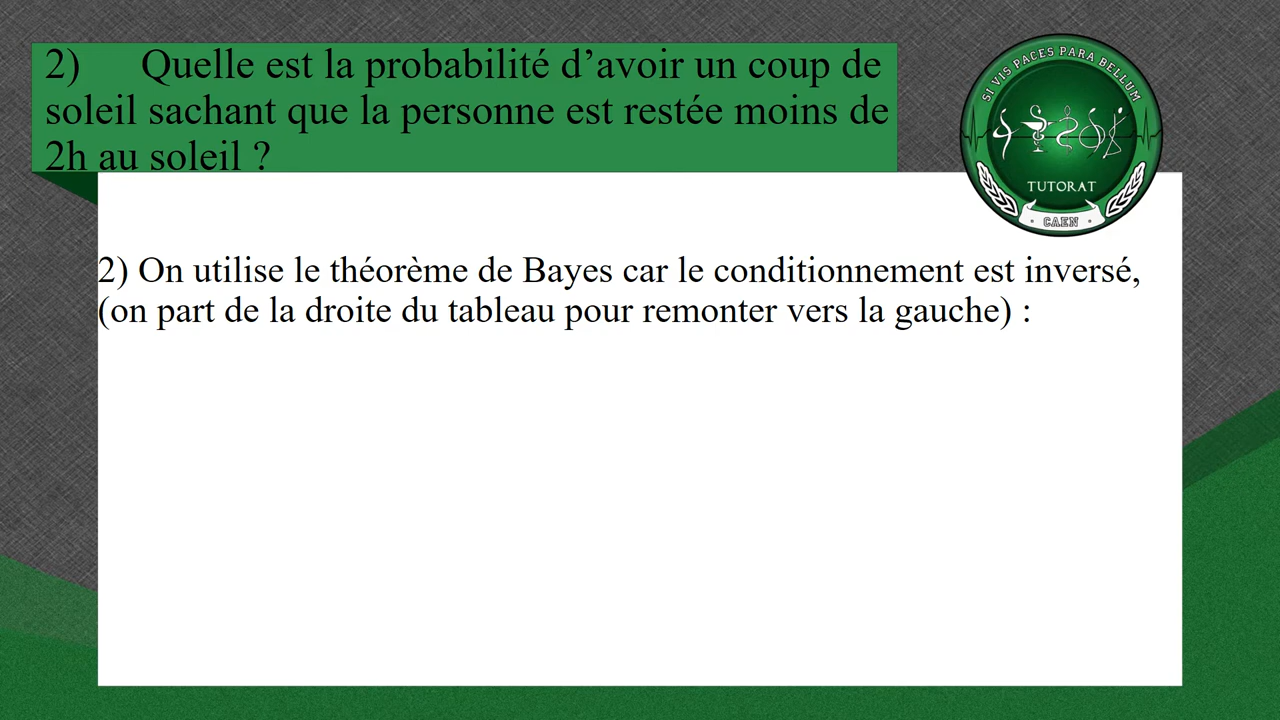 2) Quelle est la probabilité d’avoir un coup de
soleil sachant que la personne est restée moins de
2h au soleil ?
SI VIS PACES PARA BELLUM
TUTORAT
CAEN
2) On utilise le théorème de Bayes car le conditionnement est inversé,
(on part de la droite du tableau pour remonter vers la gauche) :